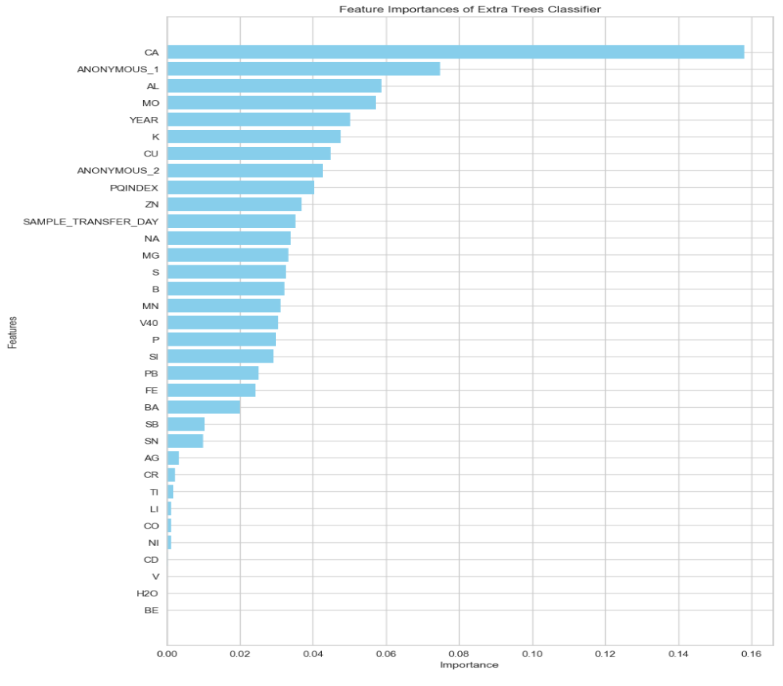 Feature Importances of Extra Trees Classifier
CA
ANONYMOUS_1
AL
MO
YEAR
K
CU
ANONYMOUS_2
PQINDEX
ZN
SAMPLE_TRANSFER_DAY
NA
MG
S
B
MN
V40
P
SI
PB
FE
BA
SB
SN
AG
CR
TI
LI
CO
NI
CD
V
H2O
BE
Features
0.00 0.02 0.04 0.06 0.08 0.10 0.12 0.14 0.16
Importance